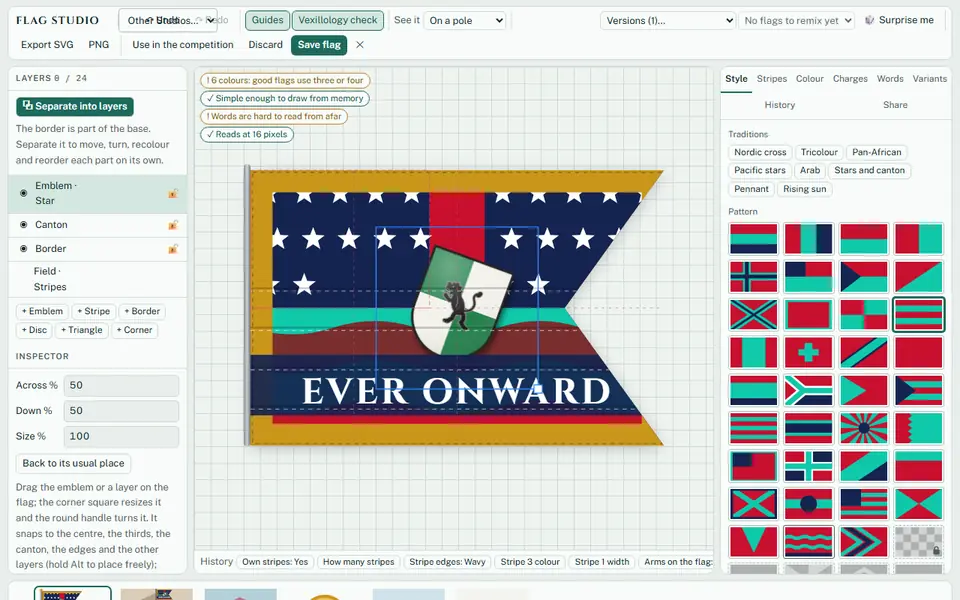 FLAG STUDIO
Other Studios...
Undo
Redo
Guides
Vexillology check
See it
On a pole
Versions (1)...
No flags to remix yet
Surprise me
Export SVG
PNG
Use in the competition
Discard
Save flag
×
LAYERS 0 / 24
Separate into layers
The border is part of the base.
Separate it to move, turn, recolour
and reorder each part on its own.
Emblem ·
Star
Canton
Border
Field ·
Stripes
+ Emblem
+ Stripe
+ Border
+ Disc
+ Triangle
+ Corner
INSPECTOR
Across %
50
Down %
50
Size %
100
Back to its usual place
Drag the emblem or a layer on the
flag; the corner square resizes it
and the round handle turns it. It
snaps to the centre, the thirds, the
canton, the edges and the other
layers (hold Alt to place freely);
! 6 colours: good flags use three or four
✓ Simple enough to draw from memory
! Words are hard to read from afar
✓ Reads at 16 pixels
EVER ONWARD
History
Own stripes: Yes
How many stripes
Stripe edges: Wavy
Stripe 3 colour
Stripe 1 width
Arms on the flag:
Style
Stripes
Colour
Charges
Words
Variants
History
Share
Traditions
Nordic cross
Tricolour
Pan-African
Pacific stars
Arab
Stars and canton
Pennant
Rising sun
Pattern